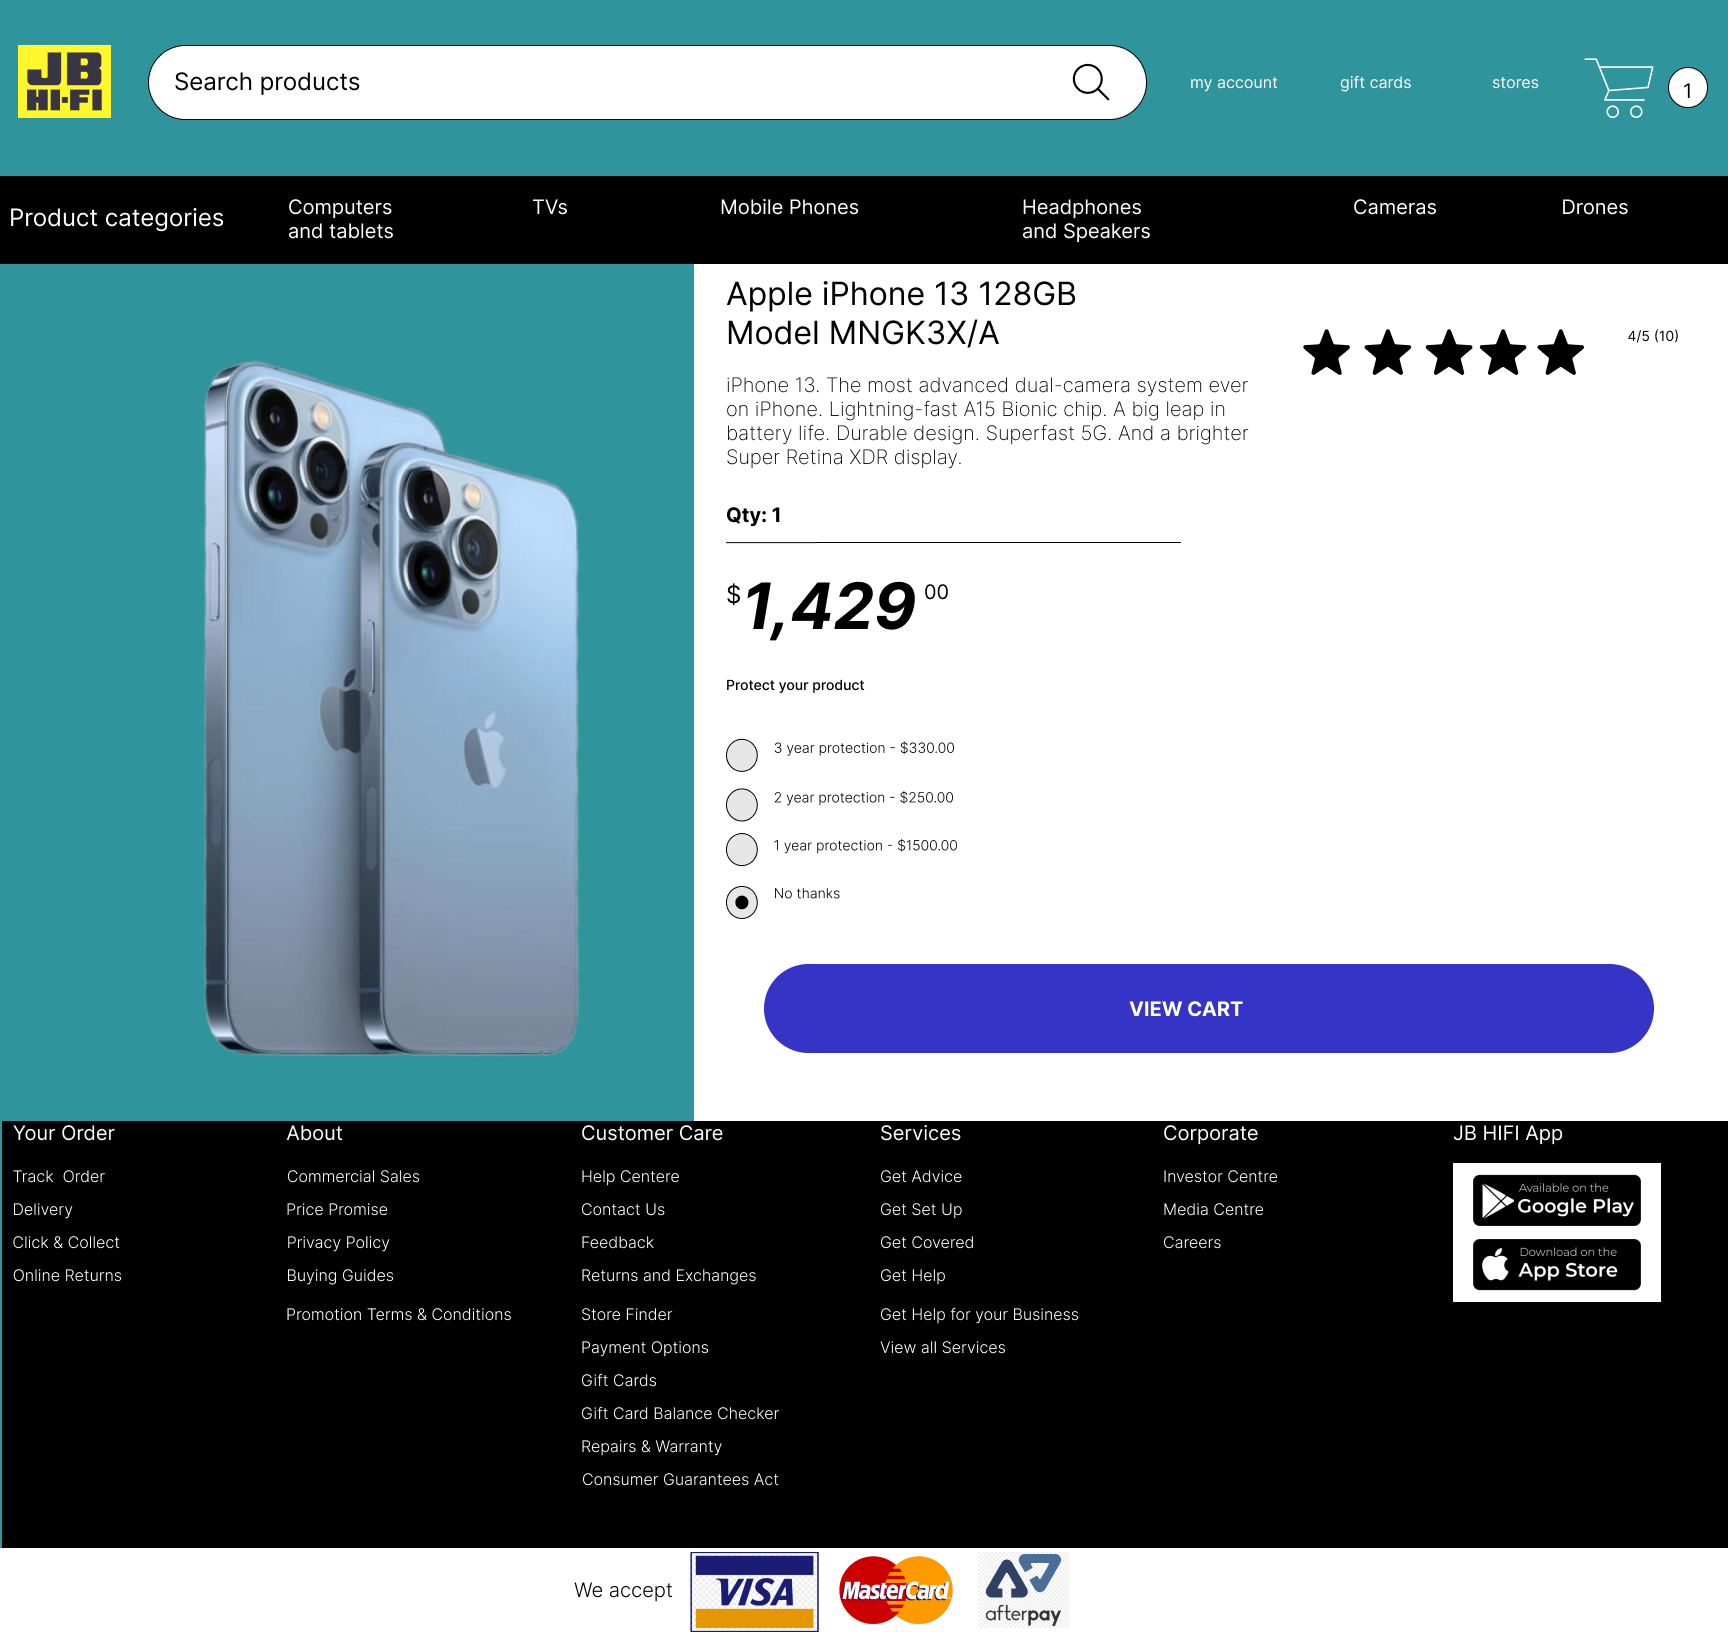 JB
HI-FI
Search products
my account
gift cards
stores
1
Product categories
Computers
and tablets
TVs
Mobile Phones
Headphones
and Speakers
Cameras
Drones
Apple iPhone 13 128GB
Model MNGK3X/A
4/5 (10)
iPhone 13. The most advanced dual-camera system ever
on iPhone. Lightning-fast A15 Bionic chip. A big leap in
battery life. Durable design. Superfast 5G. And a brighter
Super Retina XDR display.
Qty: 1
$1,429 00
Protect your product
3 year protection - $330.00
2 year protection - $250.00
1 year protection - $1500.00
No thanks
VIEW CART
Your Order
Track  Order
Delivery
Click & Collect
Online Returns
About
Commercial Sales
Price Promise
Privacy Policy
Buying Guides
Promotion Terms & Conditions
Customer Care
Help Centere
Contact Us
Feedback
Returns and Exchanges
Store Finder
Payment Options
Gift Cards
Gift Card Balance Checker
Repairs & Warranty
Consumer Guarantees Act
Services
Get Advice
Get Set Up
Get Covered
Get Help
Get Help for your Business
View all Services
Corporate
Investor Centre
Media Centre
Careers
JB HIFI App
Available on the
Google Play
Download on the
App Store
We accept
VISA
MasterCard
afterpay